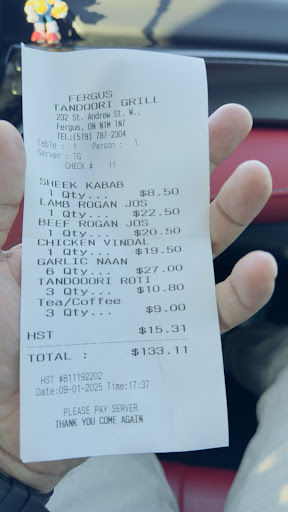 FERGUS
TANDOORI GRILL
232 St. Andrew St. W.,
Fergus, ON N1M 1N7
TEL:(519) 787-2304
Table : 1 Person : 1
Server : TG
CHECK # 11
SHEEK KABAB
1 Qty... $8.50
LAMB ROGAN JOS
1 Qty... $22.50
BEEF ROGAN JOS
1 Qty... $20.50
CHICKEN VINDAL
1 Qty... $19.50
GARLIC NAAN
6 Qty... $27.00
TANDOOORI ROTI
3 Qty... $10.80
Tea/Coffee
3 Qty... $9.00
HST $15.31
TOTAL : $133.11
HST #811192202
Date:09-01-2025 Time:17:37
PLEASE PAY SERVER
THANK YOU COME AGAIN